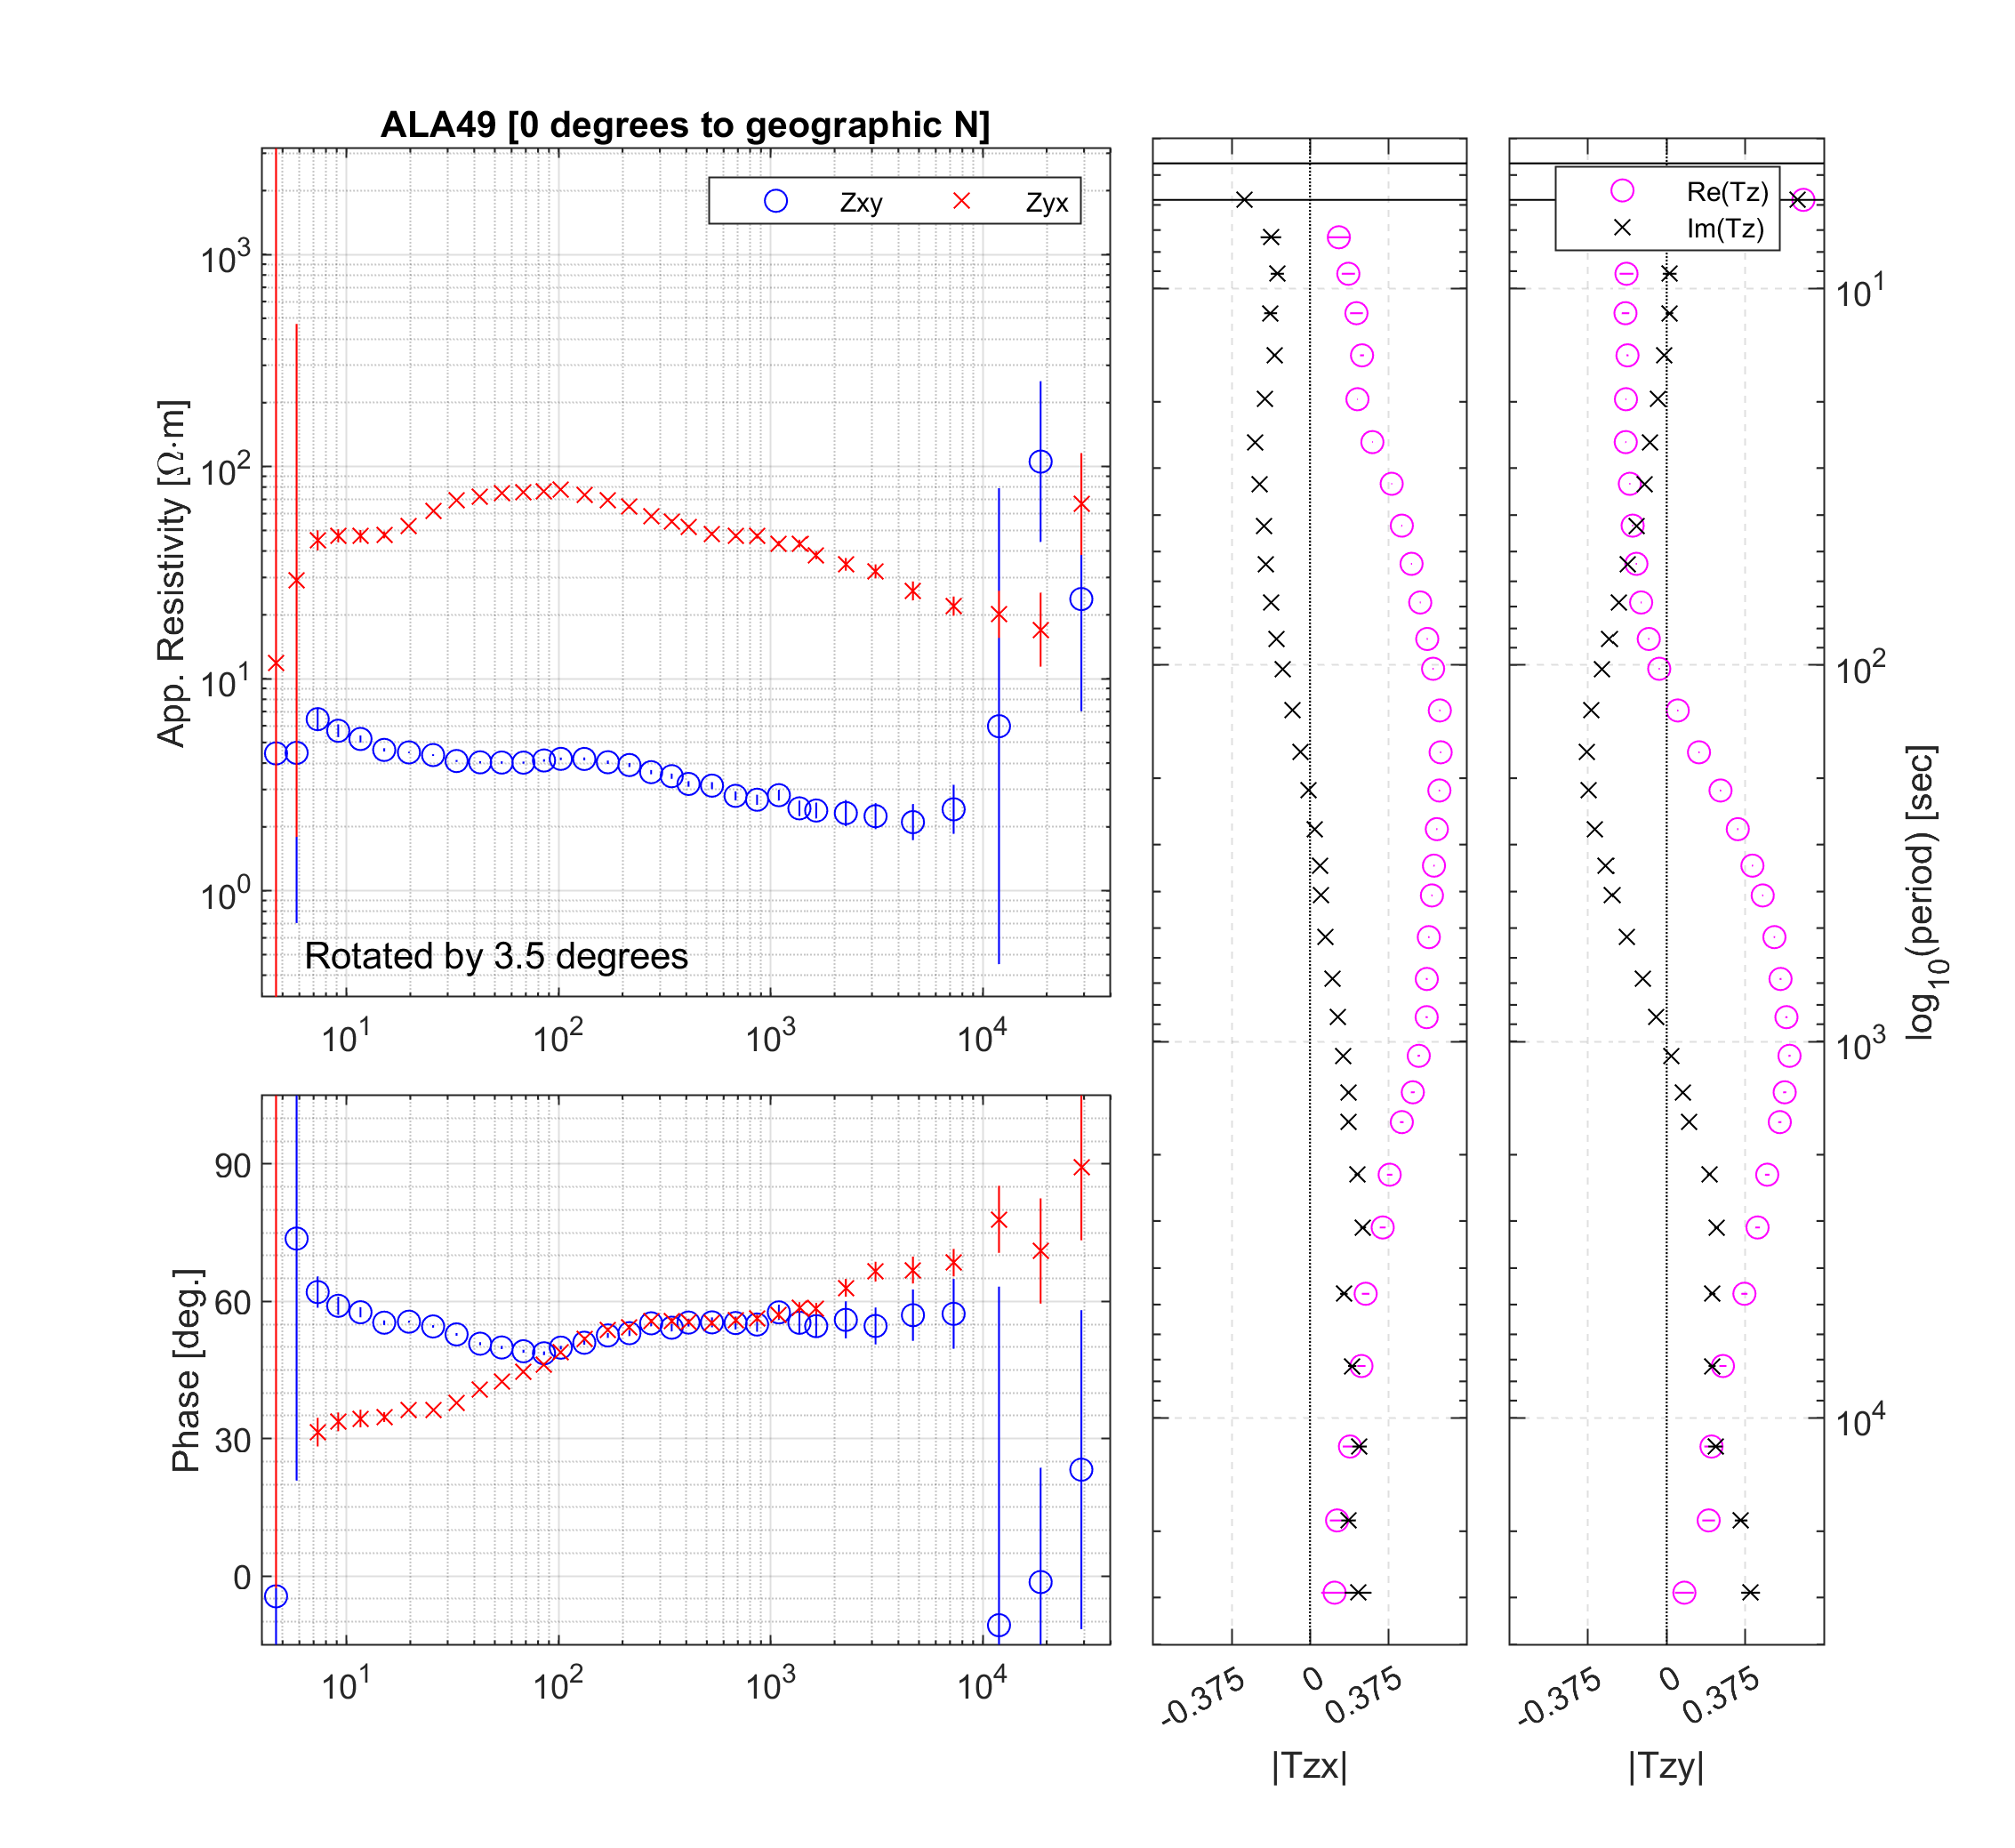 ALA49 [0 degrees to geographic N]
Zxy Zyx
App. Resistivity [Ω·m]
10^3
10^2
10^1
10^0
Rotated by 3.5 degrees
10^1 10^2 10^3 10^4
Phase [deg.]
90
60
30
0
10^1 10^2 10^3 10^4
-0.375 0 0.375
|Tzx|
Re(Tz)
Im(Tz)
-0.375 0 0.375
|Tzy|
10^1
10^2
10^3
10^4
log_10(period) [sec]